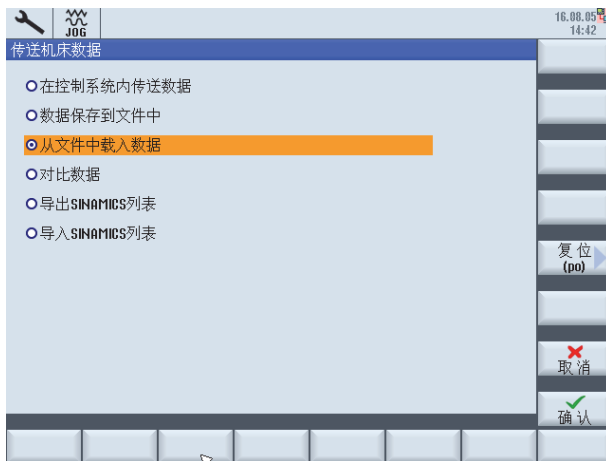 JOG
16.08.05
14:42
传送机床数据
在控制系统内传送数据
数据保存到文件中
从文件中载入数据
对比数据
导出SINAMICS列表
导入SINAMICS列表
复位
(po)
取消
确认